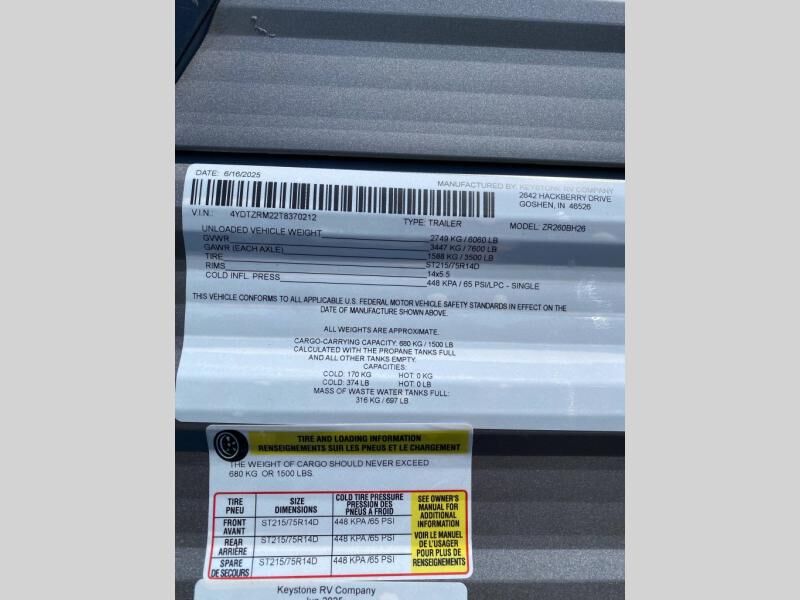 DATE: 6/16/2025
MANUFACTURED BY: KEYSTONE RV COMPANY
2642 HACKBERRY DRIVE
GOSHEN, IN 46526
V.I.N.: 4YDTZRM22T8370212
TYPE: TRAILER
MODEL: ZR260BH26
UNLOADED VEHICLE WEIGHT 2749 KG / 6060 LB
GVWR 3447 KG / 7600 LB
GAWR (EACH AXLE) 1588 KG / 3500 LB
TIRE ST215/75R14D
RIMS 14x5.5
COLD INFL. PRESS 448 KPA / 65 PSI/LPC - SINGLE
THIS VEHICLE CONFORMS TO ALL APPLICABLE U.S. FEDERAL MOTOR VEHICLE SAFETY STANDARDS IN EFFECT ON THE
DATE OF MANUFACTURE SHOWN ABOVE.
ALL WEIGHTS ARE APPROXIMATE.
CARGO-CARRYING CAPACITY: 680 KG / 1500 LB
CALCULATED WITH THE PROPANE TANKS FULL
AND ALL OTHER TANKS EMPTY.
CAPACITIES:
COLD: 170 KG HOT: 0 KG
COLD: 374 LB HOT: 0 LB
MASS OF WASTE WATER TANKS FULL:
316 KG / 697 LB
TIRE AND LOADING INFORMATION
RENSEIGNEMENTS SUR LES PNEUS ET LE CHARGEMENT
THE WEIGHT OF CARGO SHOULD NEVER EXCEED
680 KG OR 1500 LBS.
TIRE
PNEU
SIZE
DIMENSIONS
COLD TIRE PRESSURE
PRESSION DES
PNEUS A FROID
SEE OWNER'S
MANUAL FOR
ADDITIONAL
INFORMATION
VOIR LE MANUEL
DE L'USAGER
POUR PLUS DE
RENSEIGNEMENTS
FRONT
AVANT
ST215/75R14D
448 KPA /65 PSI
REAR
ARRIÈRE
ST215/75R14D
448 KPA /65 PSI
SPARE
DE SECOURS
ST215/75R14D
448 KPA /65 PSI
Keystone RV Company
Jun 2025